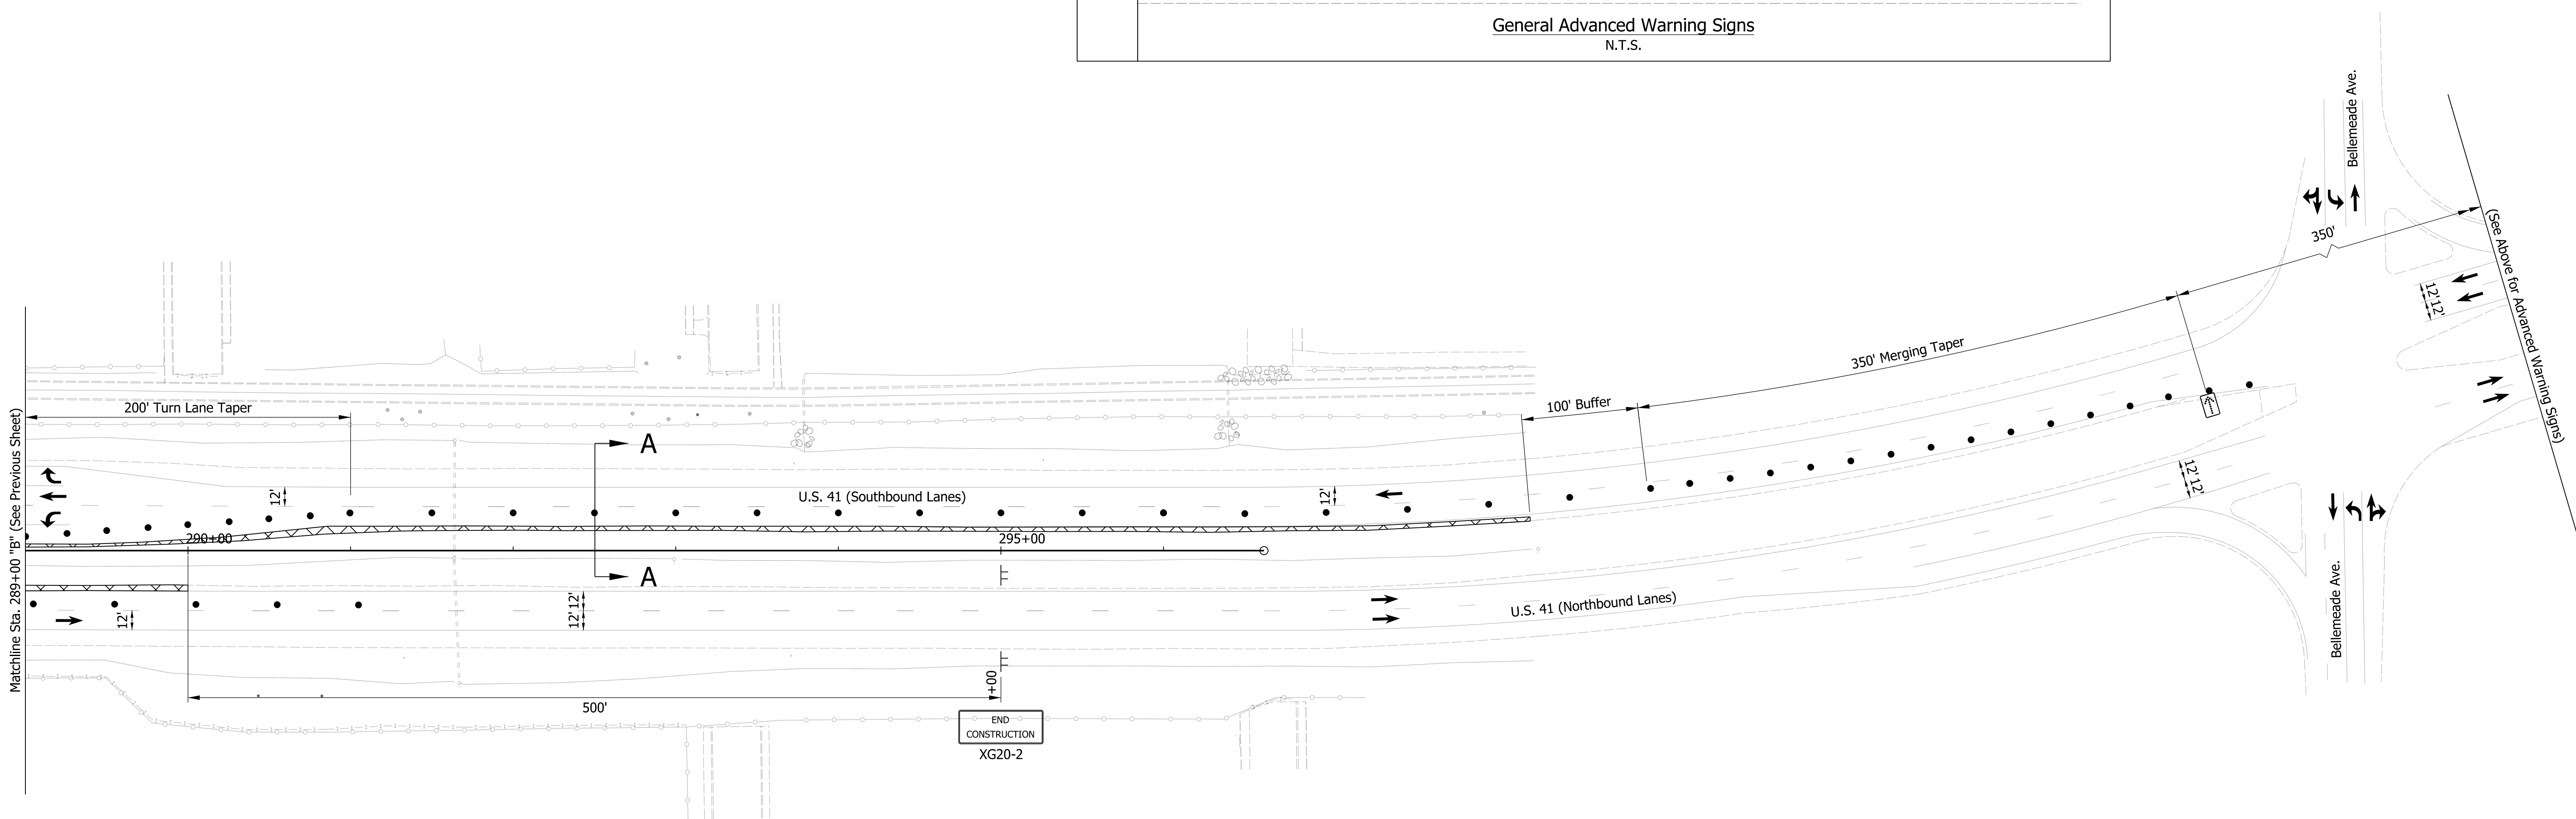 General Advanced Warning Signs
N.T.S.
Bellemeade Ave.
350'
(See Above for Advanced Warning Signs)
12' 12'
350' Merging Taper
100' Buffer
200' Turn Lane Taper
Matchline Sta. 289+00 "B" (See Previous Sheet)
A
12'
U.S. 41 (Southbound Lanes)
12'
12' 12'
290+00
295+00
A
12'
12' 12'
U.S. 41 (Northbound Lanes)
Bellemeade Ave.
+00
500'
END
CONSTRUCTION
XG20-2